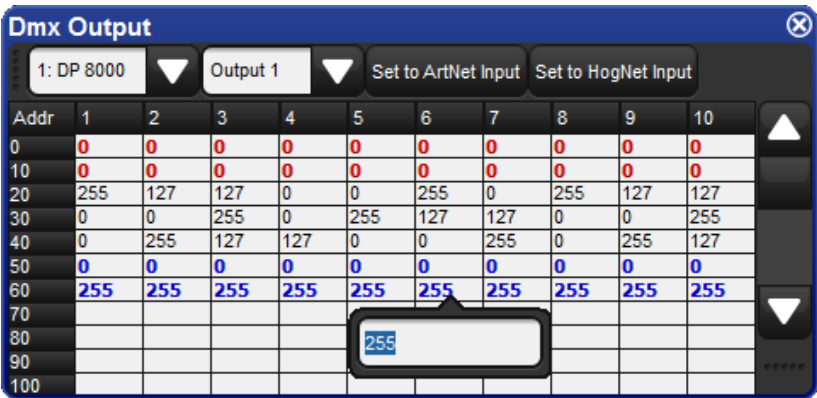 Dmx Output
1: DP 8000 Output 1 Set to ArtNet Input Set to HogNet Input
Addr 1 2 3 4 5 6 7 8 9 10
0 0 0 0 0 0 0 0 0 0 0
10 0 0 0 0 0 0 0 0 0 0
20 255 127 127 0 0 255 0 255 127 127
30 0 0 255 0 255 127 127 0 0 255
40 0 255 127 127 0 0 255 0 255 127
50 0 0 0 0 0 0 0 0 0 0
60 255 255 255 255 255 255 255 255 255 255
70
80 255
90
100